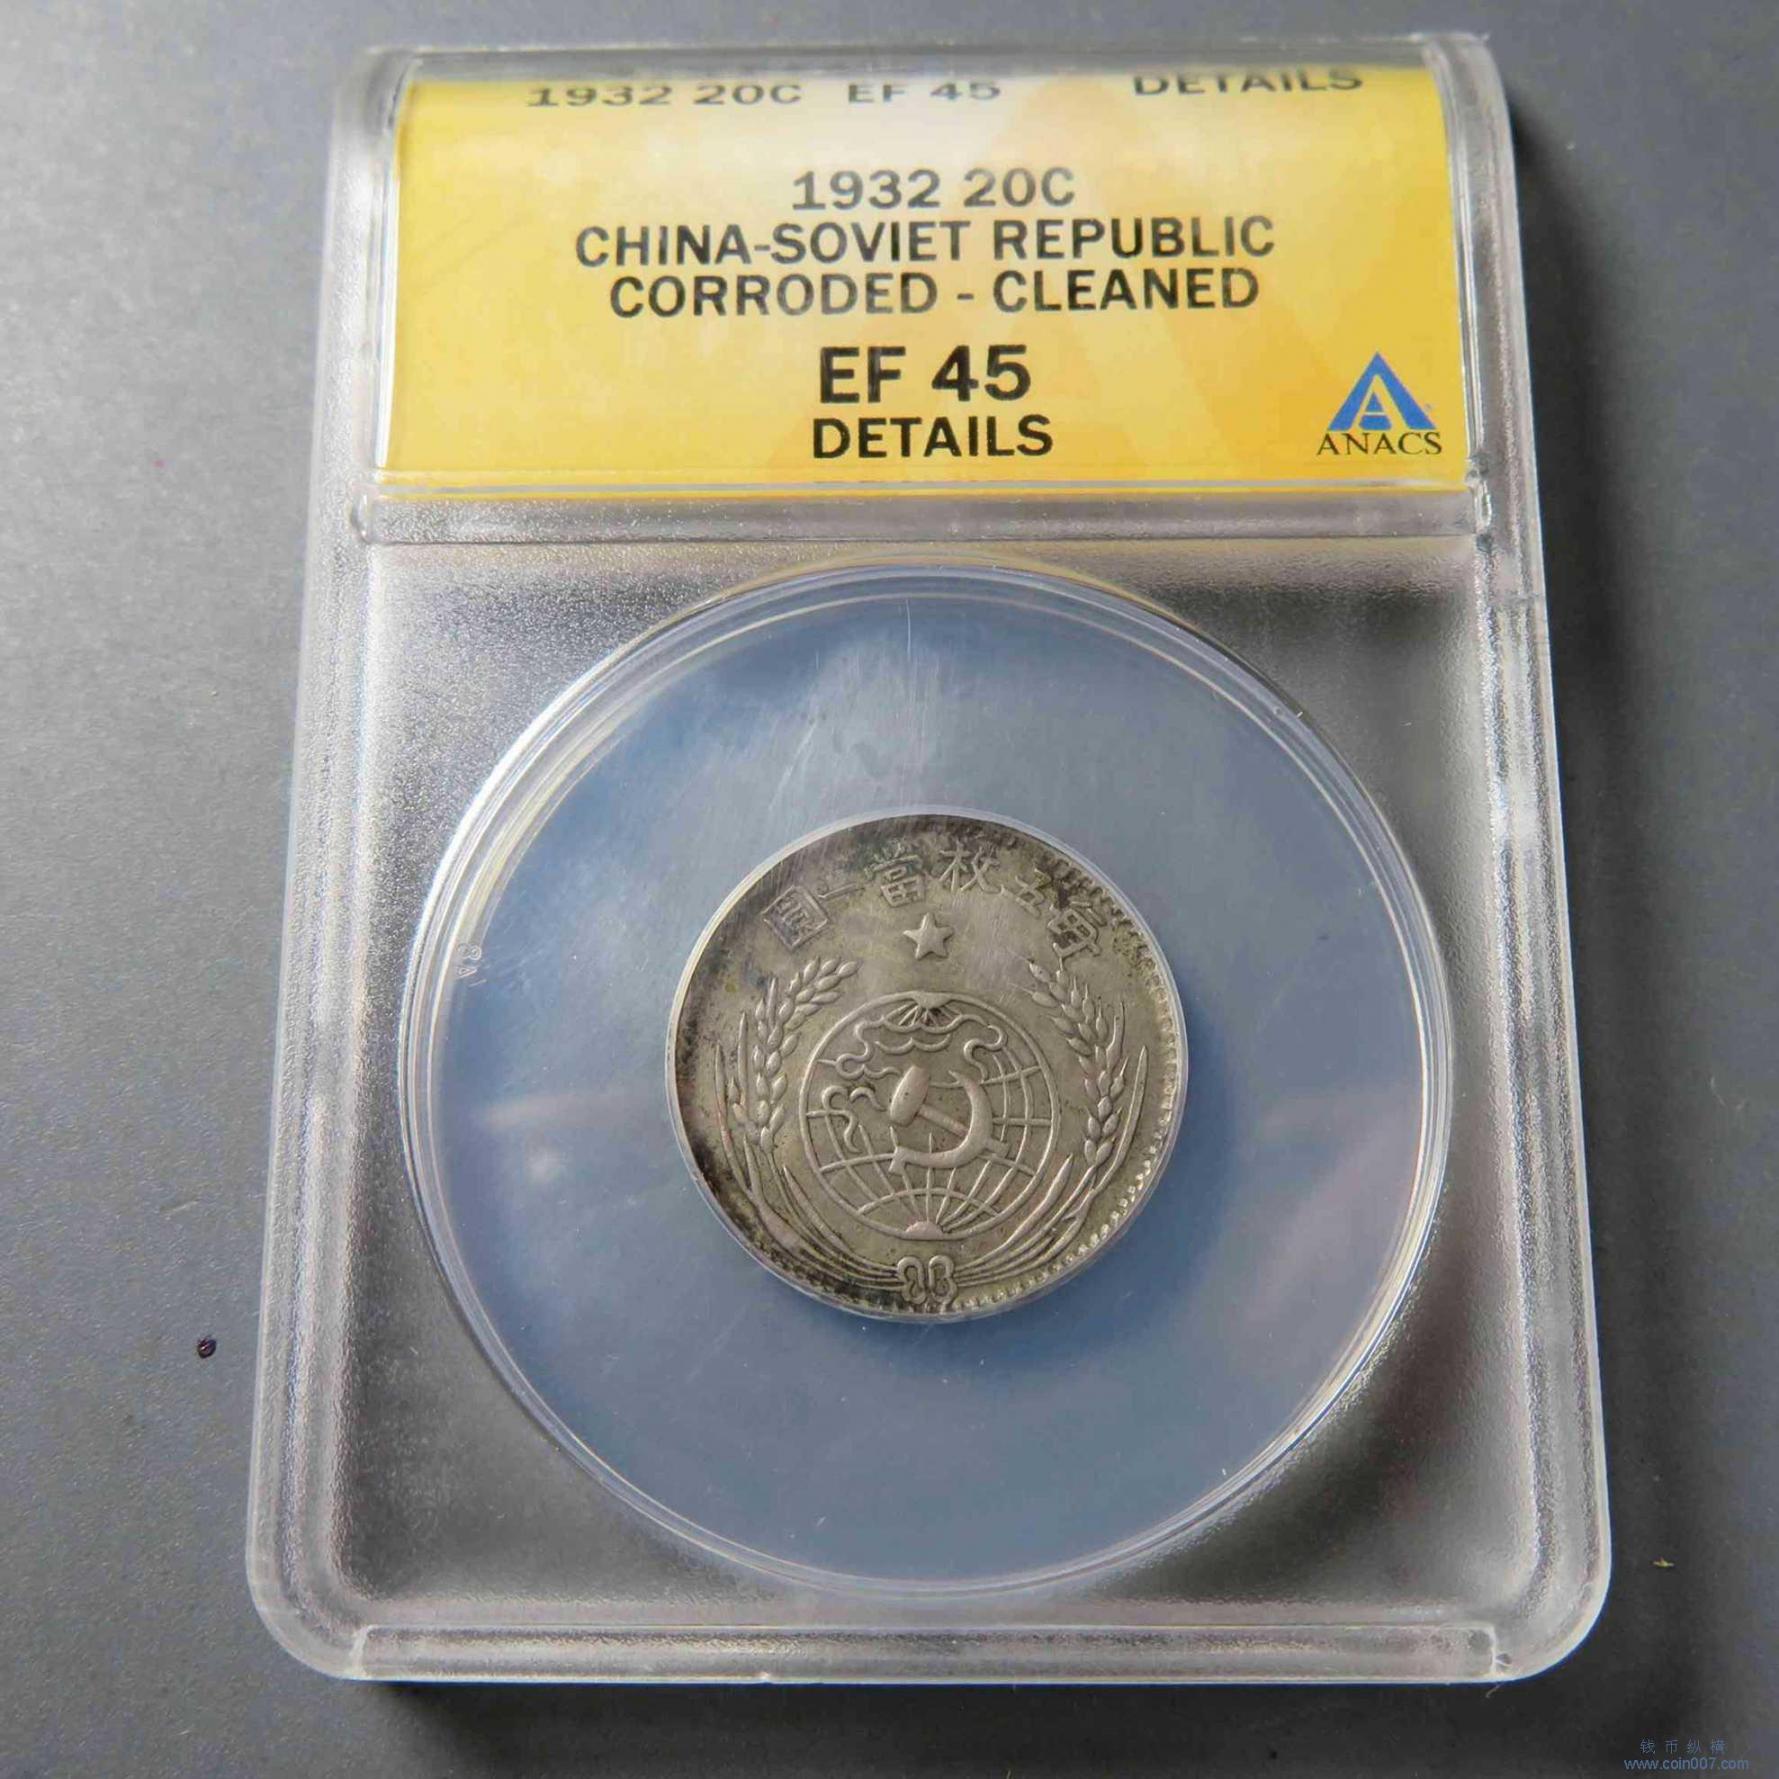 1932 20C EF 45 DETAILS
1932 20C
CHINA-SOVIET REPUBLIC
CORRODED - CLEANED
EF 45
DETAILS
ANACS
每五枚當一國
钱币纵横
www.coin007.com